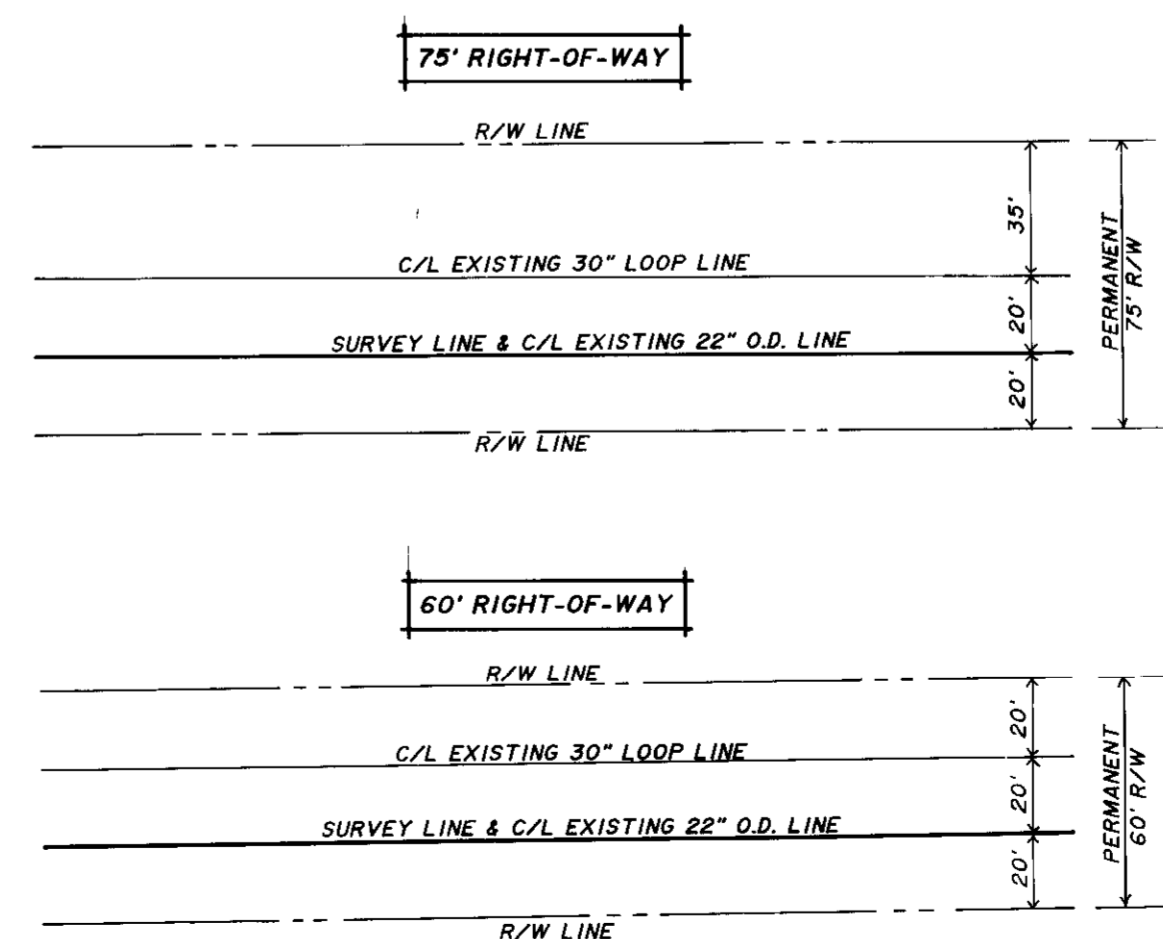 75' RIGHT-OF-WAY
R/W LINE
35'
C/L EXISTING 30" LOOP LINE
20'
SURVEY LINE & C/L EXISTING 22" O.D. LINE
20'
R/W LINE
PERMANENT
75' R/W
60' RIGHT-OF-WAY
R/W LINE
20'
C/L EXISTING 30" LOOP LINE
20'
SURVEY LINE & C/L EXISTING 22" O.D. LINE
20'
R/W LINE
PERMANENT
60' R/W